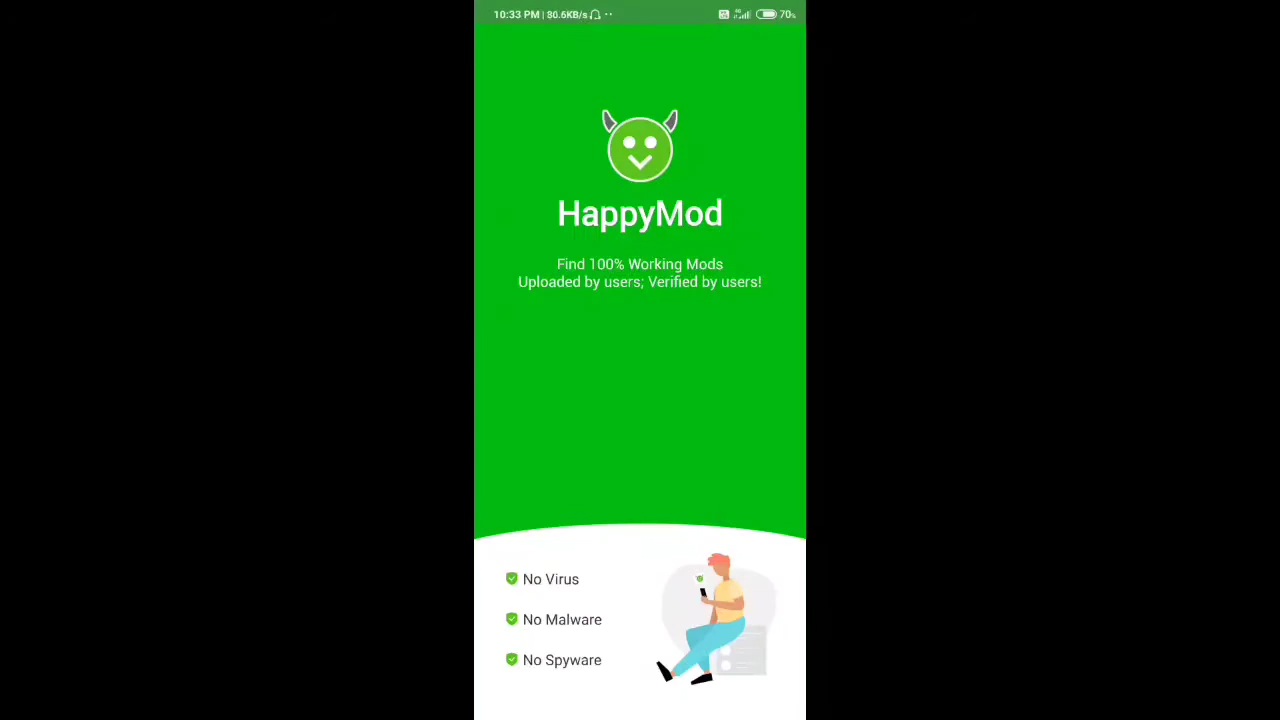 10:33 PM | 30.6KB/s
70%
HappyMod
Find 100% Working Mods
Uploaded by users; Verified by users!
No Virus
No Malware
No Spyware